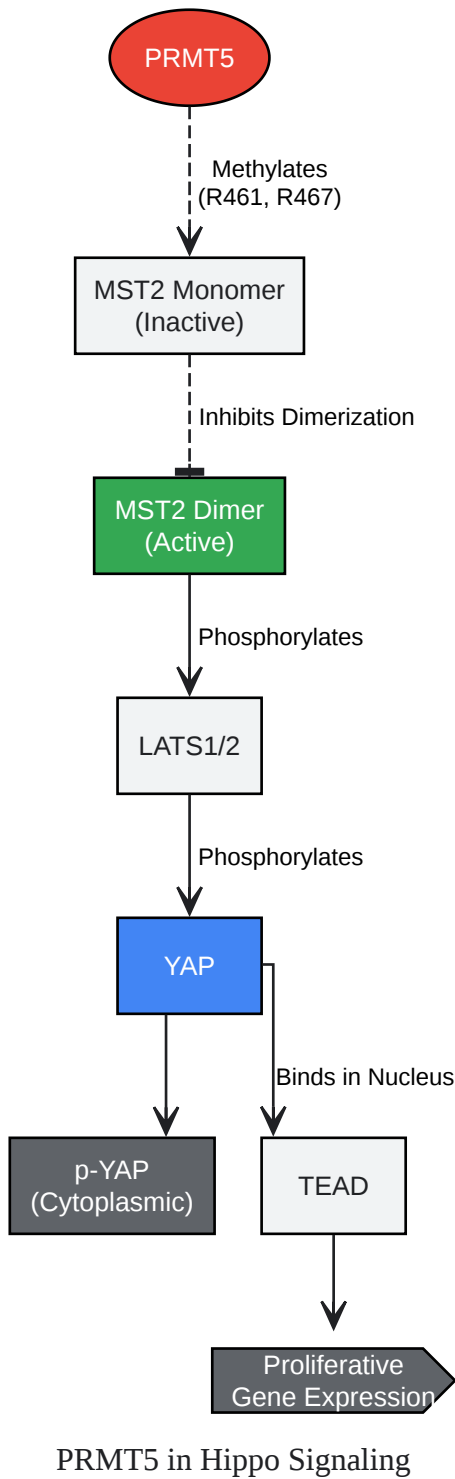 PRMT5
Methylates
(R461, R467)
MST2 Monomer
(Inactive)
Inhibits Dimerization
MST2 Dimer
(Active)
Phosphorylates
LATS1/2
Phosphorylates
YAP
Binds in Nucleus
p-YAP
(Cytoplasmic)
TEAD
Proliferative
Gene Expression
PRMT5 in Hippo Signaling